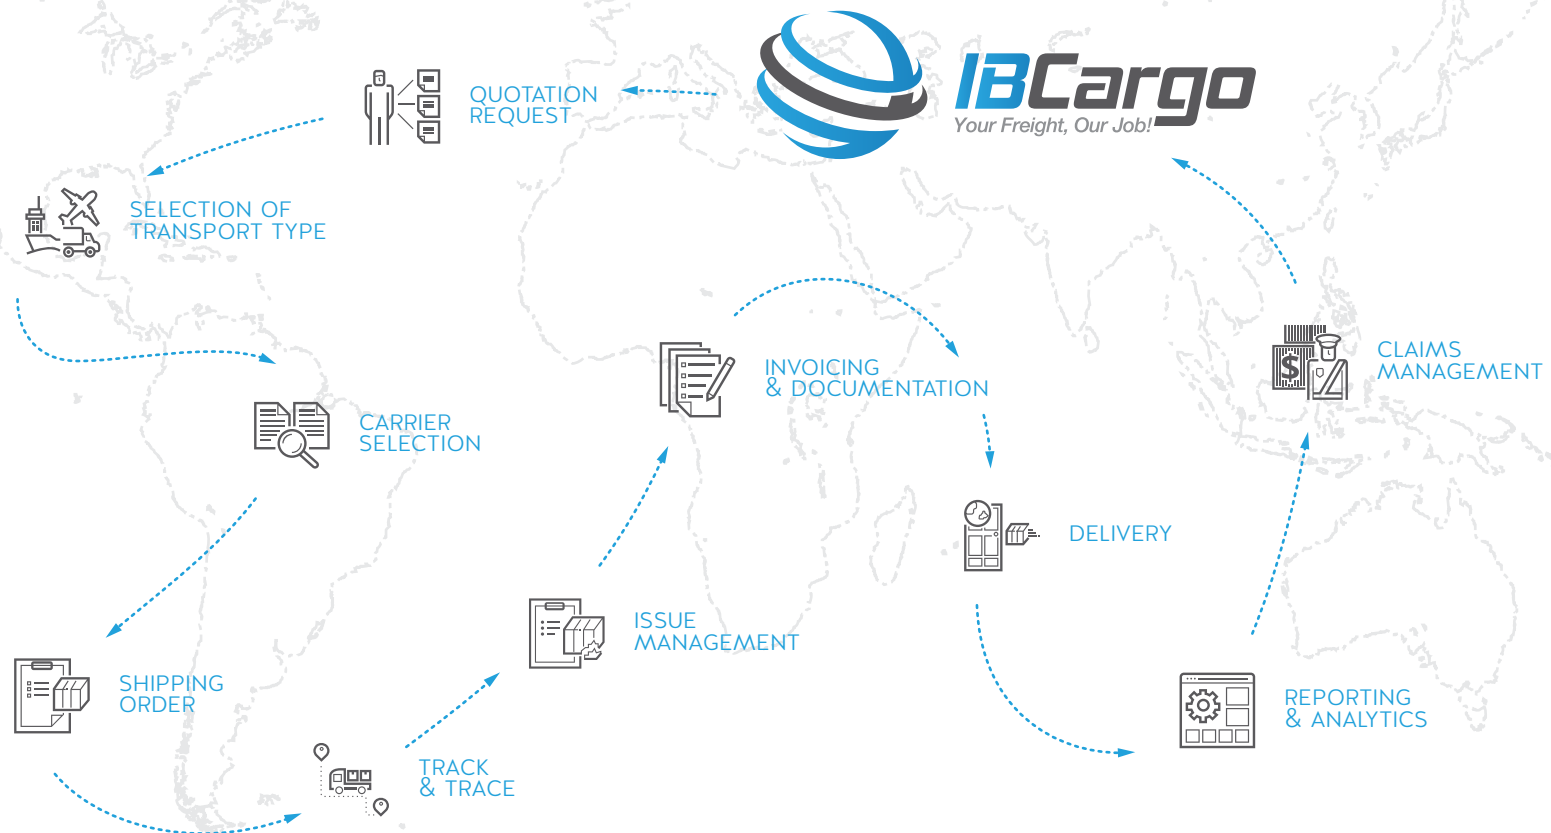 IBCargo
Your Freight, Our Job!
QUOTATION
REQUEST
SELECTION OF
TRANSPORT TYPE
CARRIER
SELECTION
SHIPPING
ORDER
TRACK
& TRACE
ISSUE
MANAGEMENT
INVOICING
& DOCUMENTATION
DELIVERY
REPORTING
& ANALYTICS
$
CLAIMS
MANAGEMENT